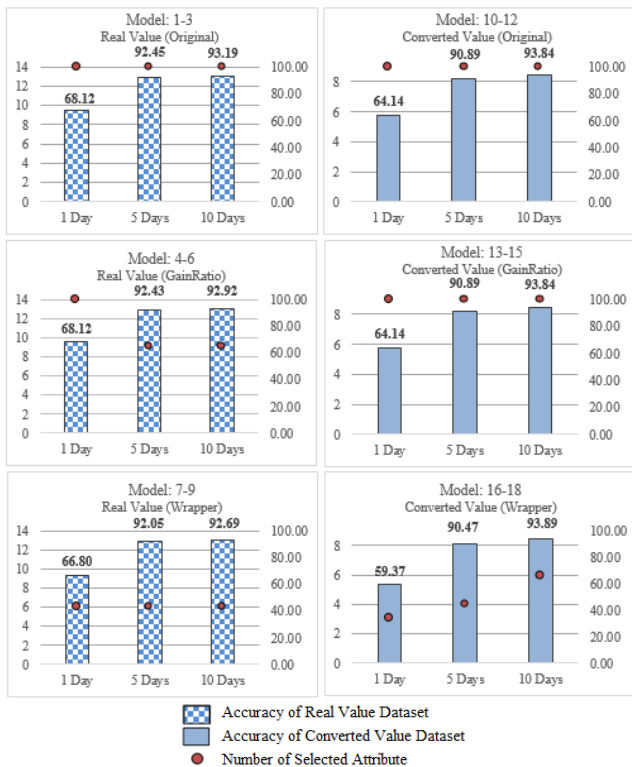 Model: 1-3
Real Value (Original)
92.45 93.19
68.12
14 12 10 8 6 4 2 0
100.00 80.00 60.00 40.00 20.00 0.00
1 Day 5 Days 10 Days
Model: 10-12
Converted Value (Original)
90.89 93.84
64.14
8 6 4 2 0
100.00 80.00 60.00 40.00 20.00 0.00
1 Day 5 Days 10 Days
Model: 4-6
Real Value (GainRatio)
92.43 92.92
68.12
14 12 10 8 6 4 2 0
100.00 80.00 60.00 40.00 20.00 0.00
1 Day 5 Days 10 Days
Model: 13-15
Converted Value (GainRatio)
90.89 93.84
64.14
8 6 4 2 0
100.00 80.00 60.00 40.00 20.00 0.00
1 Day 5 Days 10 Days
Model: 7-9
Real Value (Wrapper)
92.05 92.69
66.80
14 12 10 8 6 4 2 0
100.00 80.00 60.00 40.00 20.00 0.00
1 Day 5 Days 10 Days
Model: 16-18
Converted Value (Wrapper)
90.47 93.89
59.37
8 6 4 2 0
100.00 80.00 60.00 40.00 20.00 0.00
1 Day 5 Days 10 Days
Accuracy of Real Value Dataset
Accuracy of Converted Value Dataset
Number of Selected Attribute